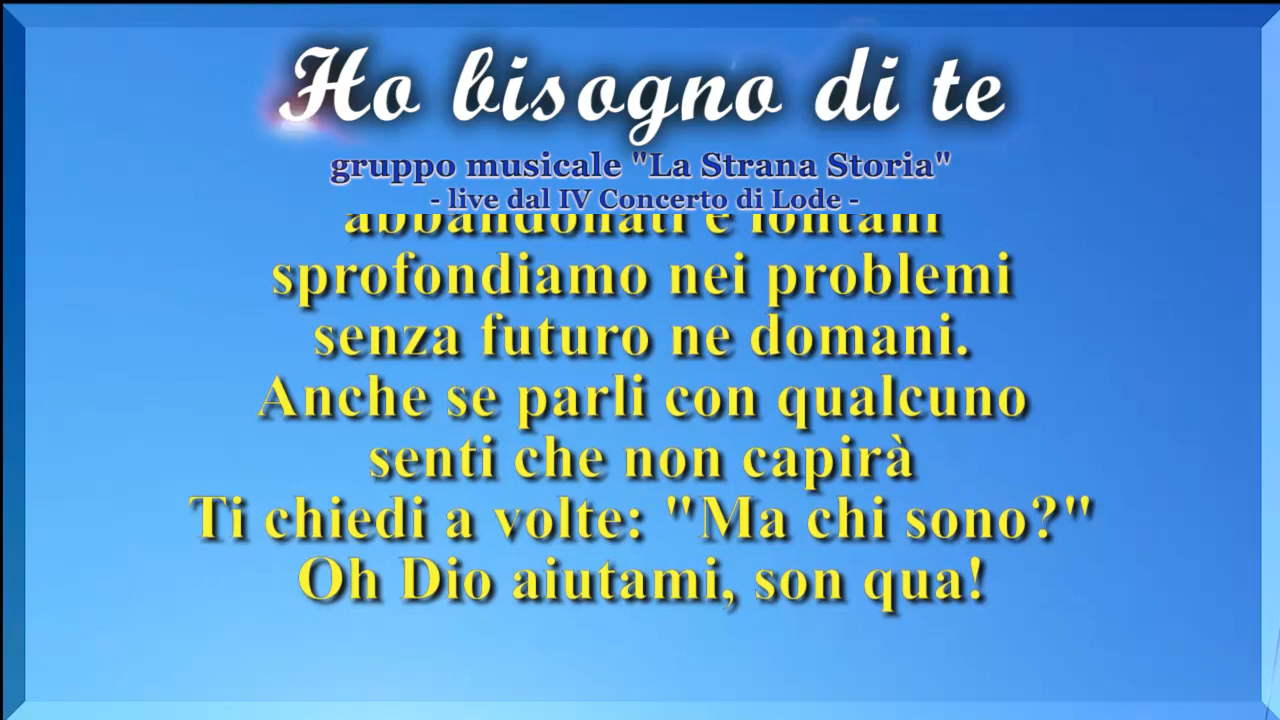 Ho bisogno di te
gruppo musicale "La Strana Storia"
- live dal IV Concerto di Lode -
abbandonati e lontani
sprofondiamo nei problemi
senza futuro ne domani.
Anche se parli con qualcuno
senti che non capirà
Ti chiedi a volte: "Ma chi sono?"
Oh Dio aiutami, son qua!